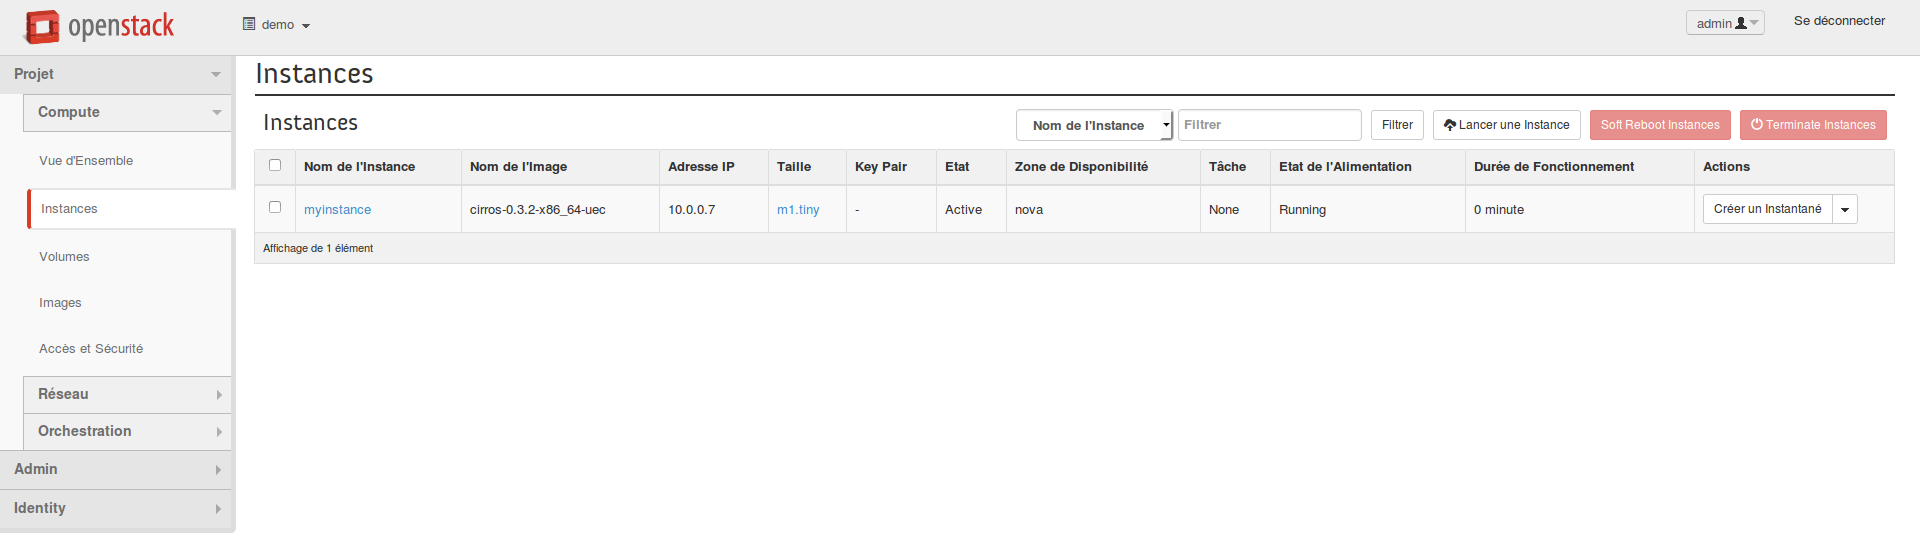 openstack
demo
admin
Se déconnecter
Projet
Compute
Vue d'Ensemble
Instances
Volumes
Images
Accès et Sécurité
Réseau
Orchestration
Admin
Identity
Instances
Instances
Nom de l'Instance
Filtrer
Filtrer
Lancer une Instance
Soft Reboot Instances
Terminate Instances
Nom de l'Instance Nom de l'Image Adresse IP Taille Key Pair Etat Zone de Disponibilité Tâche Etat de l'Alimentation Durée de Fonctionnement Actions
myinstance cirros-0.3.2-x86_64-uec 10.0.0.7 m1.tiny - Active nova None Running 0 minute Créer un Instantané
Affichage de 1 élément